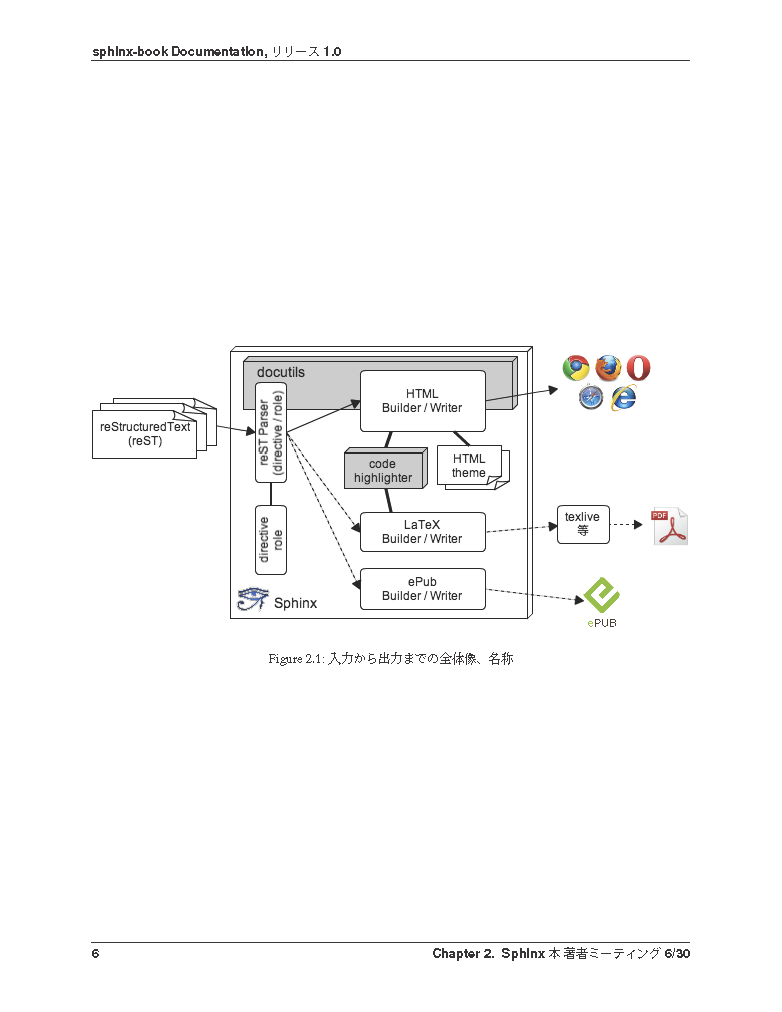 sphinx-book Documentation, リリース 1.0
docutils
reStructuredText
(reST)
reST Parser
(directive / role)
directive
role
HTML
Builder / Writer
code
highlighter
HTML
theme
LaTeX
Builder / Writer
texlive
等
PDF
ePub
Builder / Writer
Sphinx
ePUB
Figure 2.1: 入力から出力までの全体像、名称
6
Chapter 2. Sphinx 本 著者ミーティング 6/30